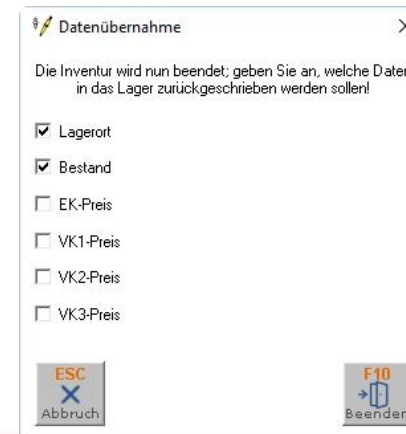 Datenübernahme
Die Inventur wird nun beendet; geben Sie an, welche Daten
in das Lager zurückgeschrieben werden sollen!
Lagerort
Bestand
EK-Preis
VK1-Preis
VK2-Preis
VK3-Preis
ESC
Abbruch
F10
Beenden